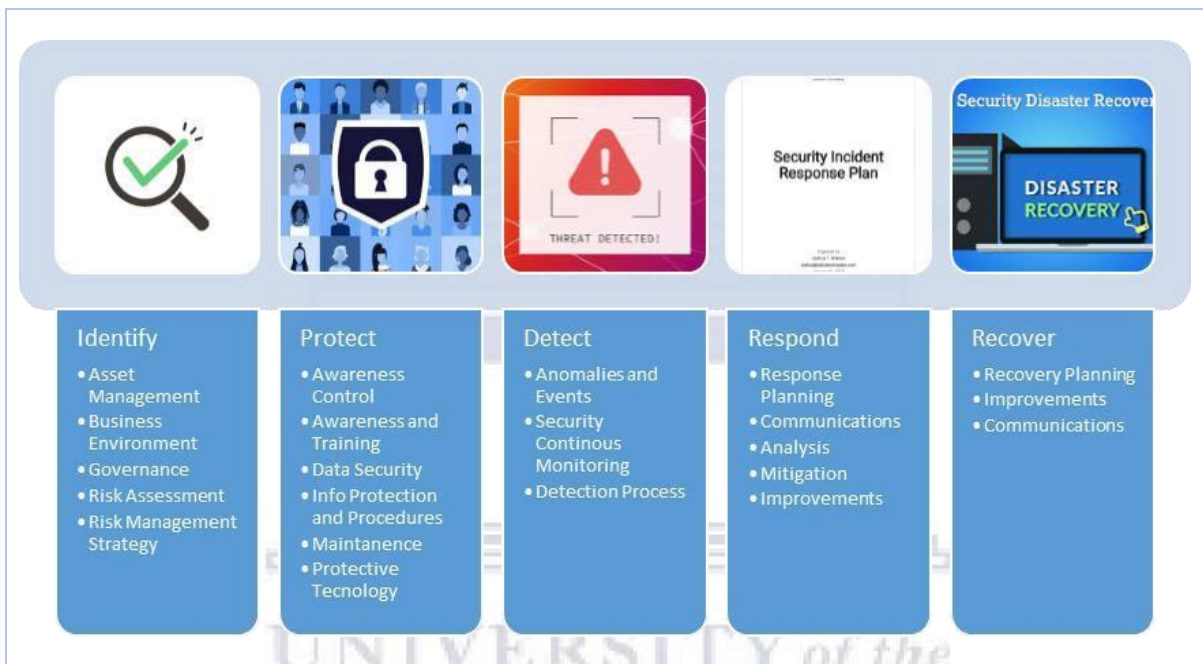 Security Disaster Recover
Security Incident
Response Plan
DISASTER
RECOVERY
THREAT DETECTED!
Identify
• Asset
Management
• Business
Environment
• Governance
• Risk Assessment
• Risk Management
Strategy
Protect
• Awareness
Control
• Awareness and
Training
• Data Security
• Info Protection
and Procedures
• Maintanence
• Protective
Tecnology
Detect
• Anomalies and
Events
• Security
Continous
Monitoring
• Detection Process
Respond
• Response
Planning
• Communications
• Analysis
• Mitigation
• Improvements
Recover
• Recovery Planning
• Improvements
• Communications
UNIVERSITY of the